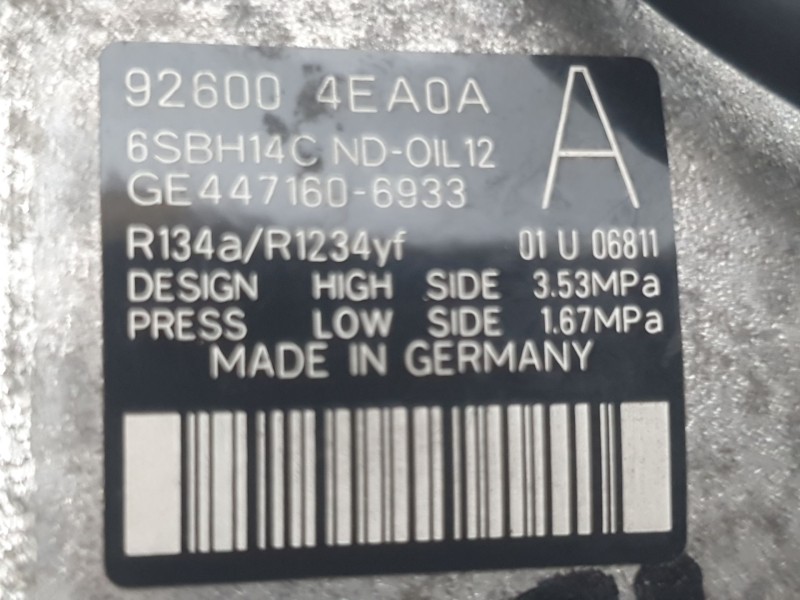 92600 4EA0A
A
6SBH14C ND-OIL12
GE447160-6933
R134a/R1234yf 01 U 06811
DESIGN HIGH SIDE 3.53MPa
PRESS LOW SIDE 1.67MPa
MADE IN GERMANY